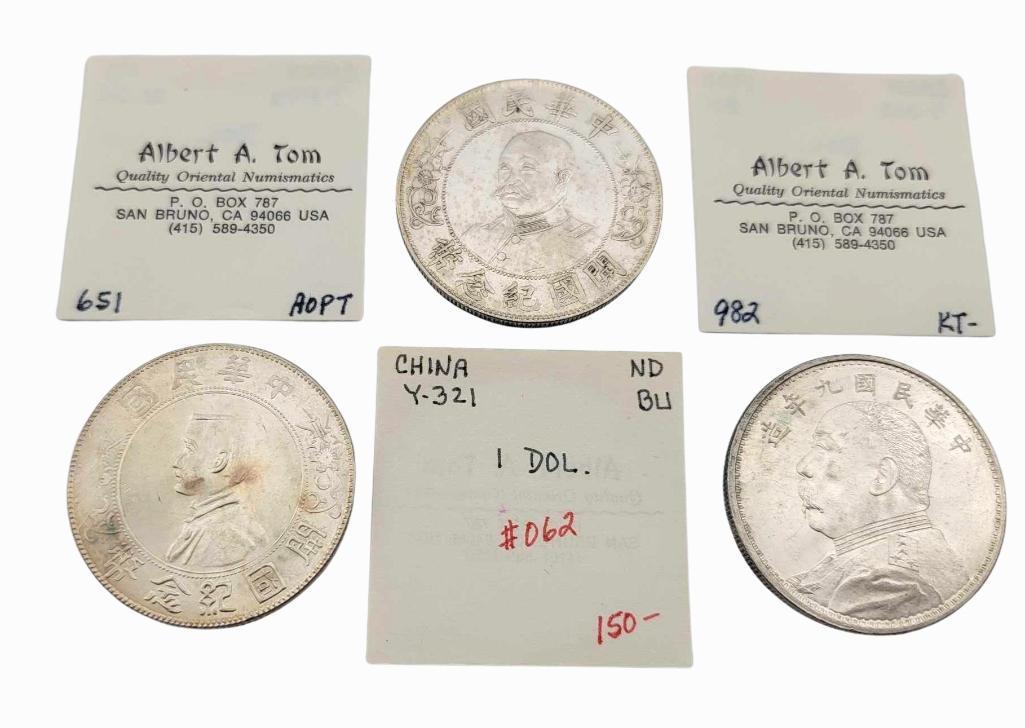 Albert A. Tom
Quality Oriental Numismatics
P. O. BOX 787
SAN BRUNO, CA 94066 USA
(415) 589-4350
651 AOPT
中華民國
開國紀念幣
Albert A. Tom
Quality Oriental Numismatics
P. O. BOX 787
SAN BRUNO, CA 94066 USA
(415) 589-4350
982 KT-
中華民國
開國紀念幣
CHINA ND
Y-321 BU
1 DOL.
#062
150-
中華民國九年造